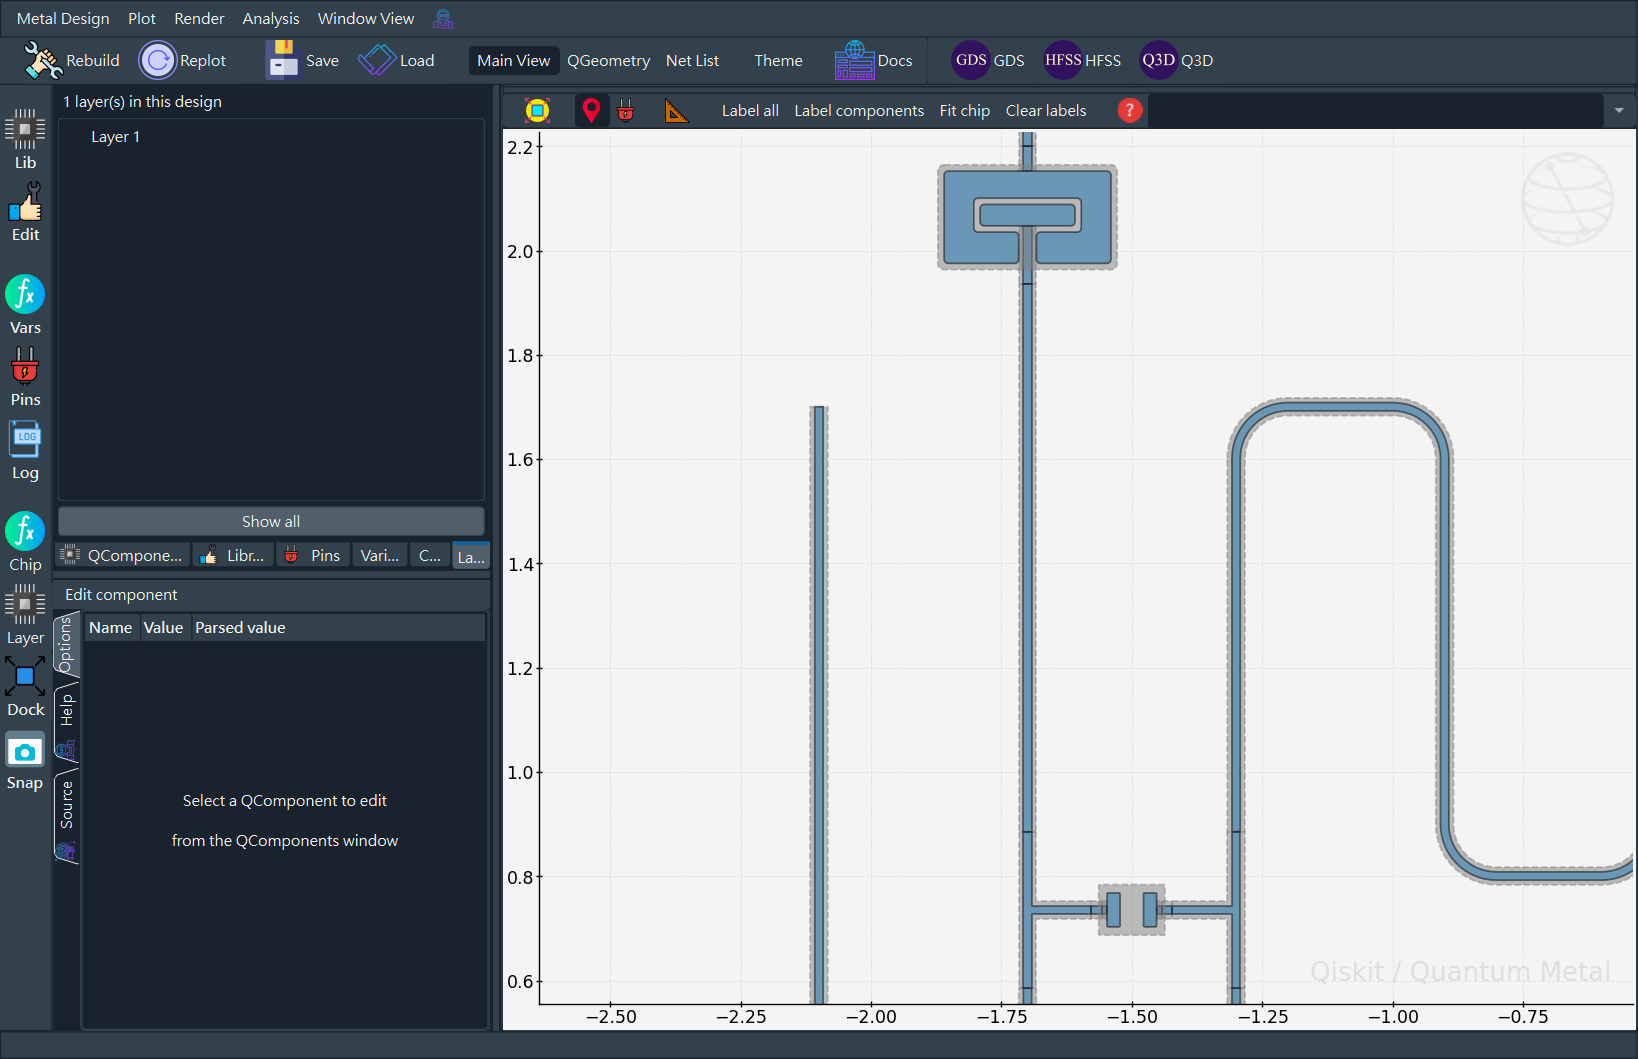 Metal Design Plot Render Analysis Window View
Rebuild Replot Save Load Main View QGeometry Net List Theme Docs GDS GDS HFSS HFSS Q3D Q3D
1 layer(s) in this design
Layer 1
Label all Label components Fit chip Clear labels ?
Lib
Edit
Vars
Pins
LOG
Log
Chip
Layer
Dock
Snap
Show all
QCompone... Libr... Pins Vari... C... La...
Edit component
Options
Help
Source
Name Value Parsed value
Select a QComponent to edit
from the QComponents window
2.2
2.0
1.8
1.6
1.4
1.2
1.0
0.8
0.6
Qiskit / Quantum Metal
−2.50 −2.25 −2.00 −1.75 −1.50 −1.25 −1.00 −0.75